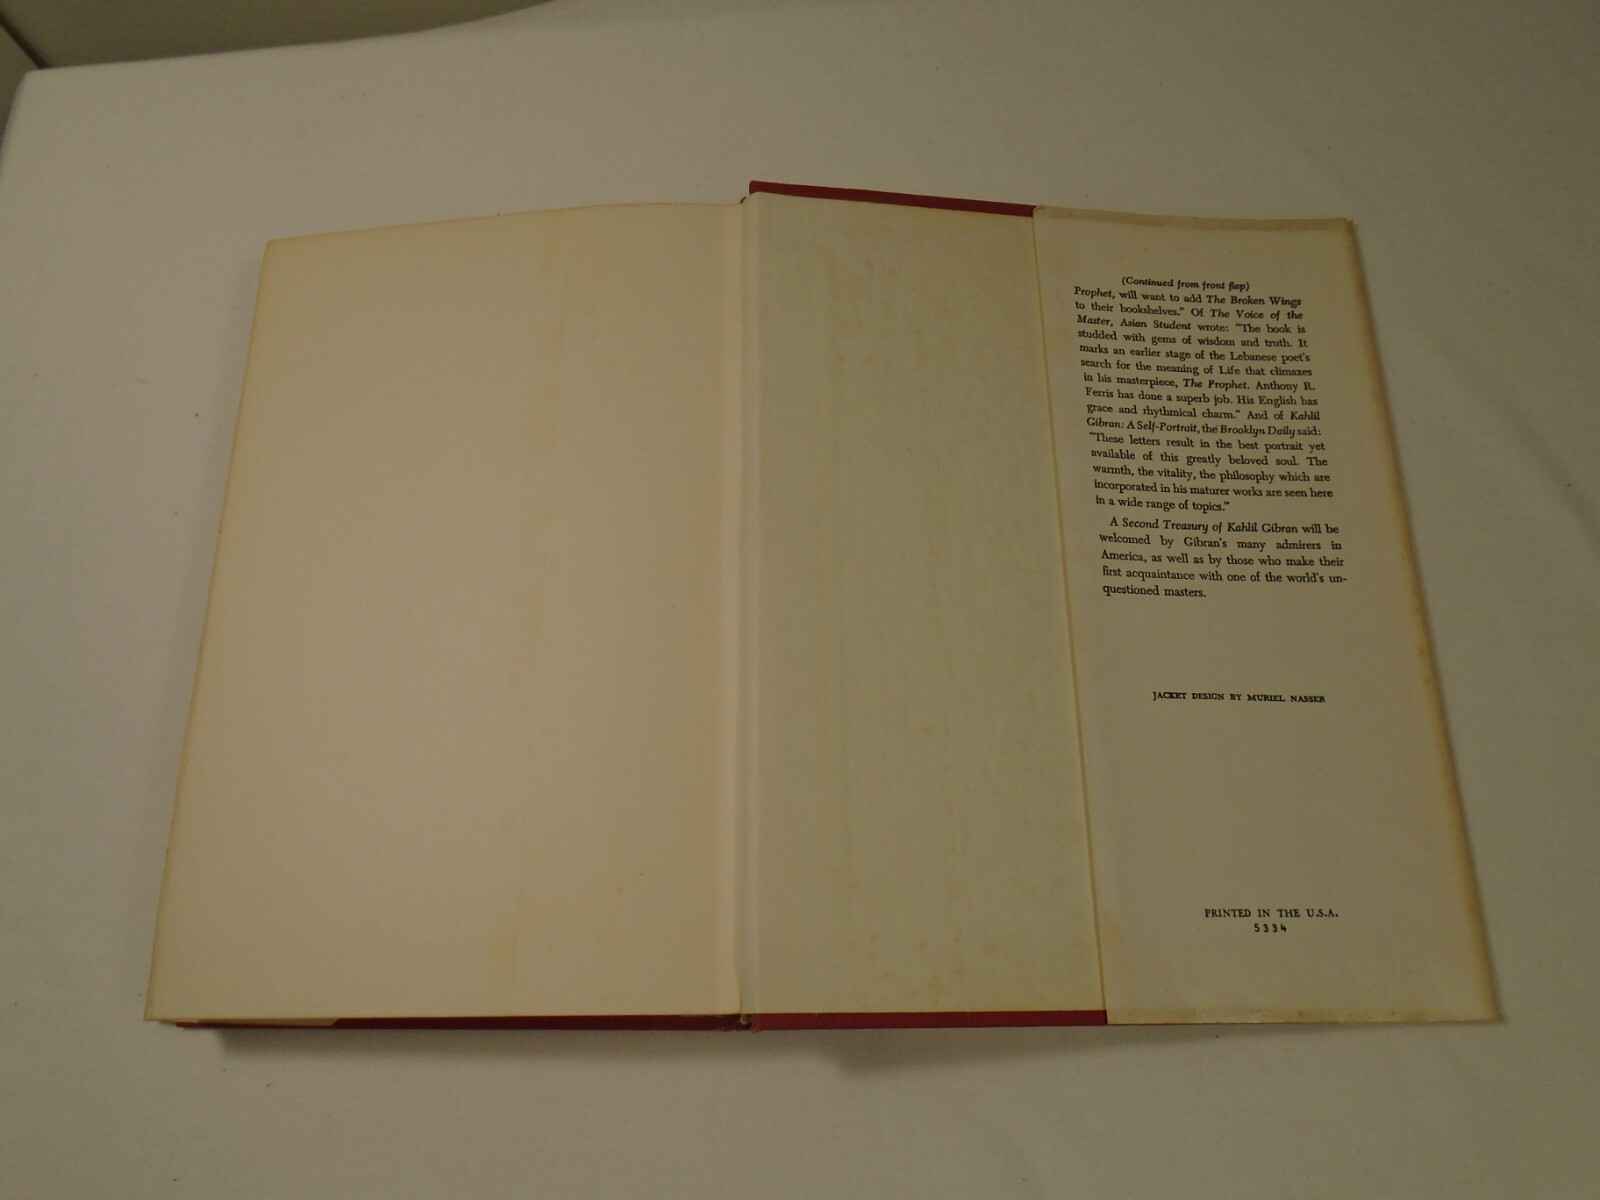 (Continued from front flap)
Prophet, will want to add The Broken Wings
to their bookshelves." Of The Voice of the
Master, Asian Student wrote: "The book is
studded with gems of wisdom and truth. It
marks an earlier stage of the Lebanese poet's
search for the meaning of Life that climaxes
in his masterpiece, The Prophet. Anthony R.
Ferris has done a superb job. His English has
grace and rhythmical charm." And of Kahlil
Gibran: A Self-Portrait, the Brooklyn Daily said:
"These letters result in the best portrait yet
available of this greatly beloved soul. The
warmth, the vitality, the philosophy which are
incorporated in his maturer works are seen here
in a wide range of topics."
A Second Treasury of Kahlil Gibran will be
welcomed by Gibran's many admirers in
America, as well as by those who make their
first acquaintance with one of the world's un-
questioned masters.
JACKET DESIGN BY MURIEL NASSER
PRINTED IN THE U.S.A.
5334